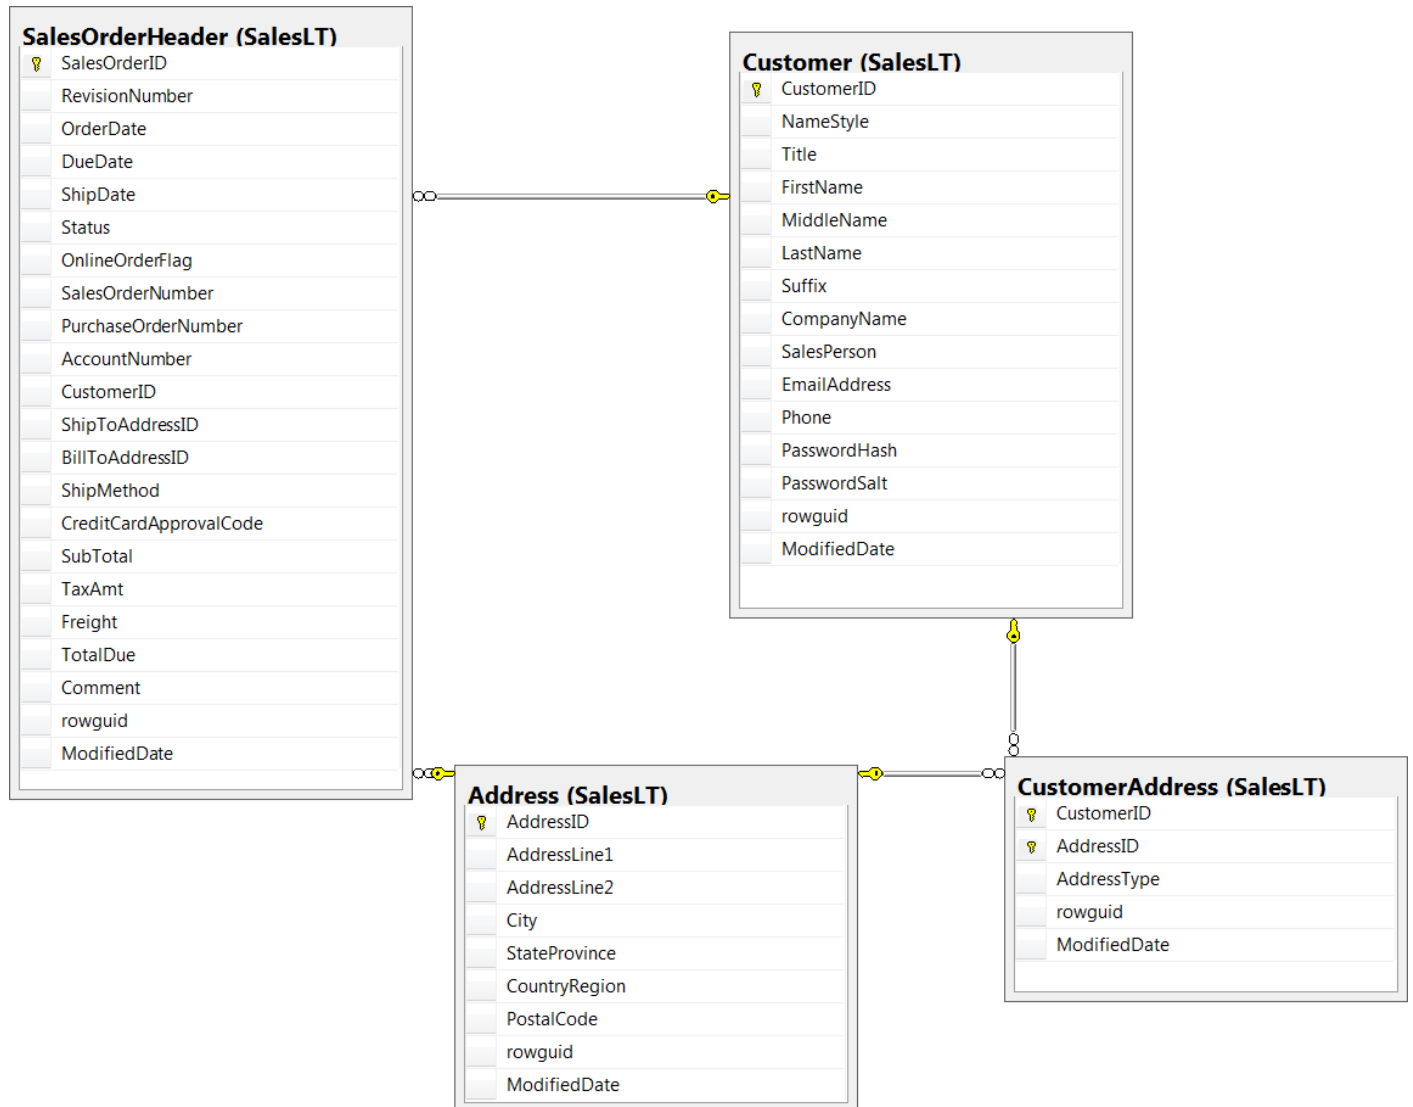 SalesOrderHeader (SalesLT)
SalesOrderID
RevisionNumber
OrderDate
DueDate
ShipDate
Status
OnlineOrderFlag
SalesOrderNumber
PurchaseOrderNumber
AccountNumber
CustomerID
ShipToAddressID
BillToAddressID
ShipMethod
CreditCardApprovalCode
SubTotal
TaxAmt
Freight
TotalDue
Comment
rowguid
ModifiedDate
Customer (SalesLT)
CustomerID
NameStyle
Title
FirstName
MiddleName
LastName
Suffix
CompanyName
SalesPerson
EmailAddress
Phone
PasswordHash
PasswordSalt
rowguid
ModifiedDate
Address (SalesLT)
AddressID
AddressLine1
AddressLine2
City
StateProvince
CountryRegion
PostalCode
rowguid
ModifiedDate
CustomerAddress (SalesLT)
CustomerID
AddressID
AddressType
rowguid
ModifiedDate